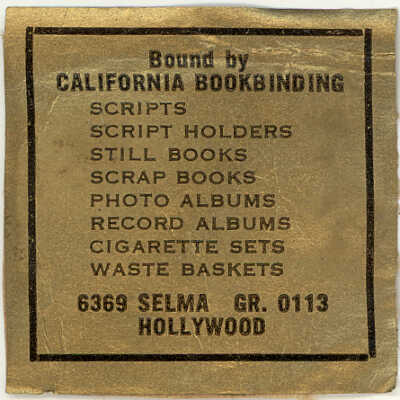 Bound by
CALIFORNIA BOOKBINDING
SCRIPTS
SCRIPT HOLDERS
STILL BOOKS
SCRAP BOOKS
PHOTO ALBUMS
RECORD ALBUMS
CIGARETTE SETS
WASTE BASKETS
6369 SELMA GR. 0113
HOLLYWOOD